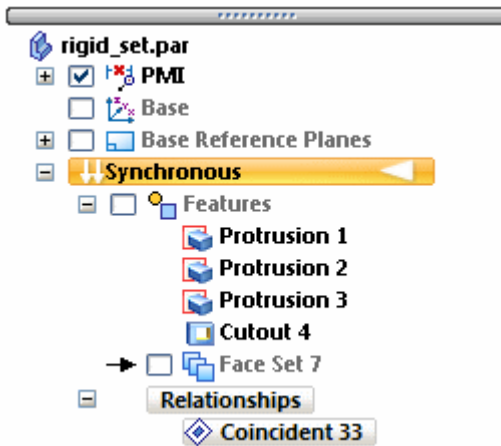 rigid_set.par
PMI
Base
Base Reference Planes
Synchronous
Features
Protrusion 1
Protrusion 2
Protrusion 3
Cutout 4
Face Set 7
Relationships
Coincident 33